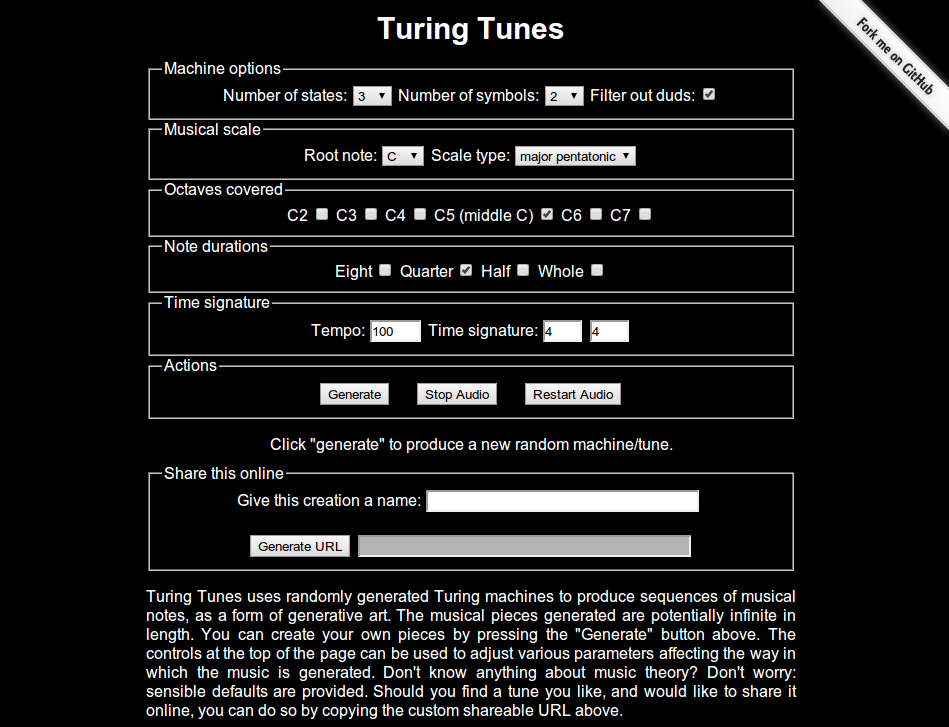 Turing Tunes
Fork me on GitHub
Machine options
Number of states: 3 Number of symbols: 2 Filter out duds:
Musical scale
Root note: C Scale type: major pentatonic
Octaves covered
C2 C3 C4 C5 (middle C) C6 C7
Note durations
Eight Quarter Half Whole
Time signature
Tempo: 100 Time signature: 4 4
Actions
Generate Stop Audio Restart Audio
Click "generate" to produce a new random machine/tune.
Share this online
Give this creation a name:
Generate URL
Turing Tunes uses randomly generated Turing machines to produce sequences of musical
notes, as a form of generative art. The musical pieces generated are potentially infinite in
length. You can create your own pieces by pressing the "Generate" button above. The
controls at the top of the page can be used to adjust various parameters affecting the way in
which the music is generated. Don't know anything about music theory? Don't worry:
sensible defaults are provided. Should you find a tune you like, and would like to share it
online, you can do so by copying the custom shareable URL above.